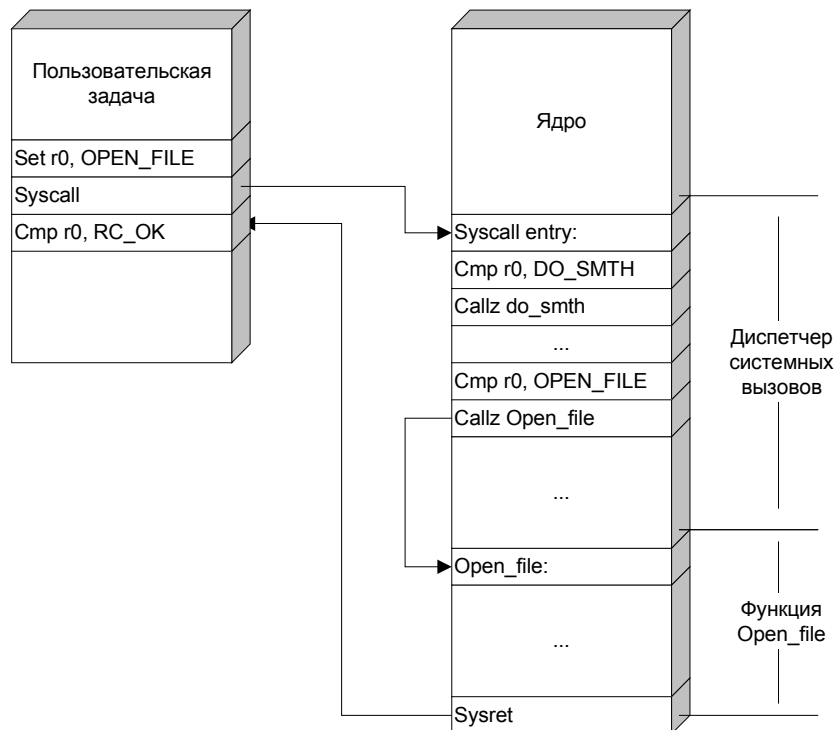 Пользовательская
задача
Set r0, OPEN_FILE
Syscall
Cmp r0, RC_OK
Ядро
Syscall entry:
Cmp r0, DO_SMTH
Callz do_smth
...
Cmp r0, OPEN_FILE
Callz Open_file
...
Open_file:
...
Sysret
Диспетчер
системных
вызовов
Функция
Open_file